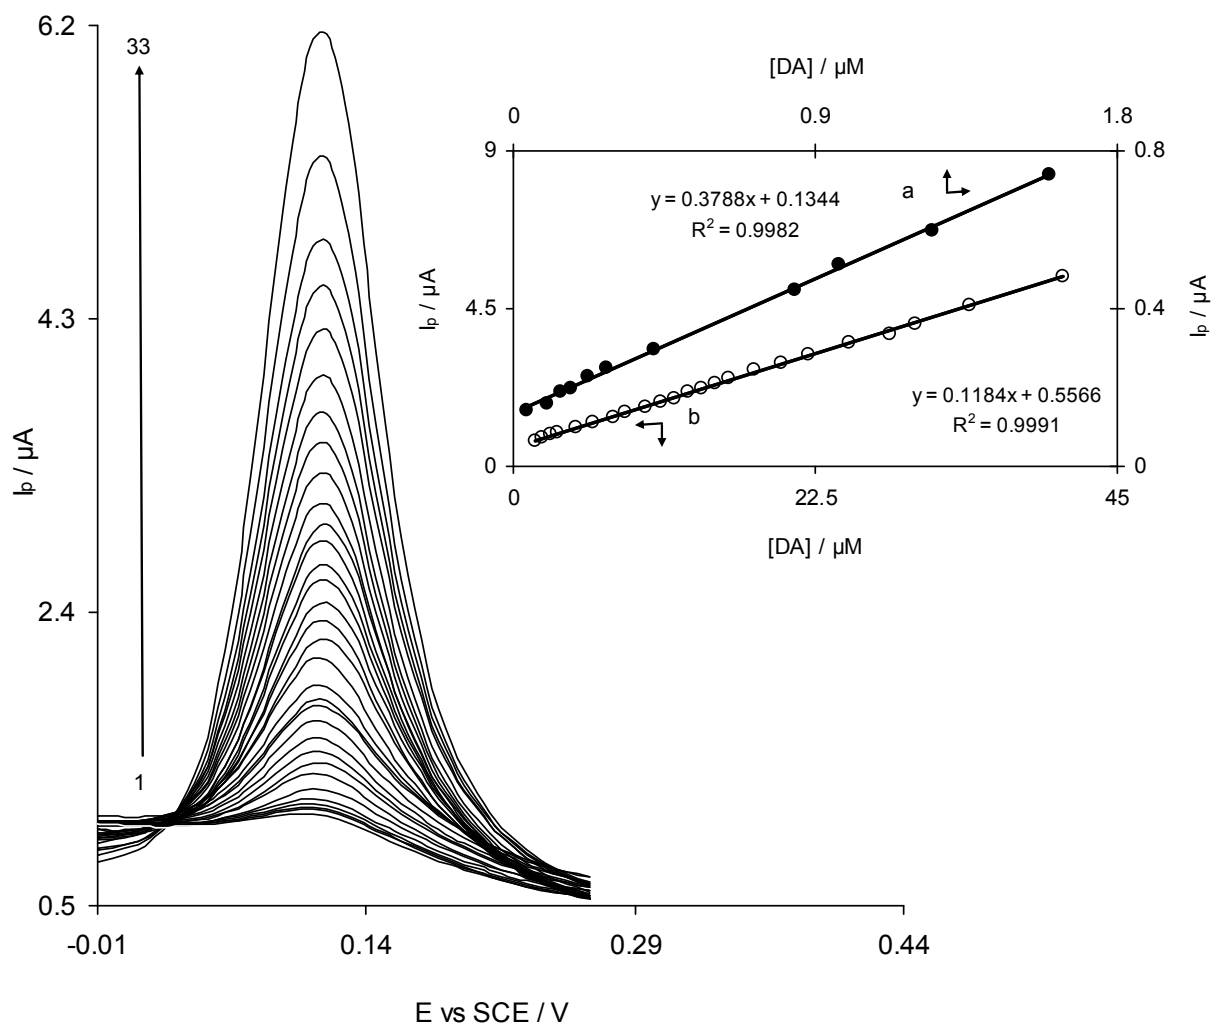 6.2
33
4.3
Ip / µA
2.4
1
0.5
-0.01
0.14
0.29
0.44
E vs SCE / V
[DA] / µM
0
0.9
1.8
9
0.8
y = 0.3788x + 0.1344
R2 = 0.9982
a
Ip / µA
4.5
0.4
Ip / µA
b
y = 0.1184x + 0.5566
R2 = 0.9991
0
0
0
22.5
45
[DA] / µM